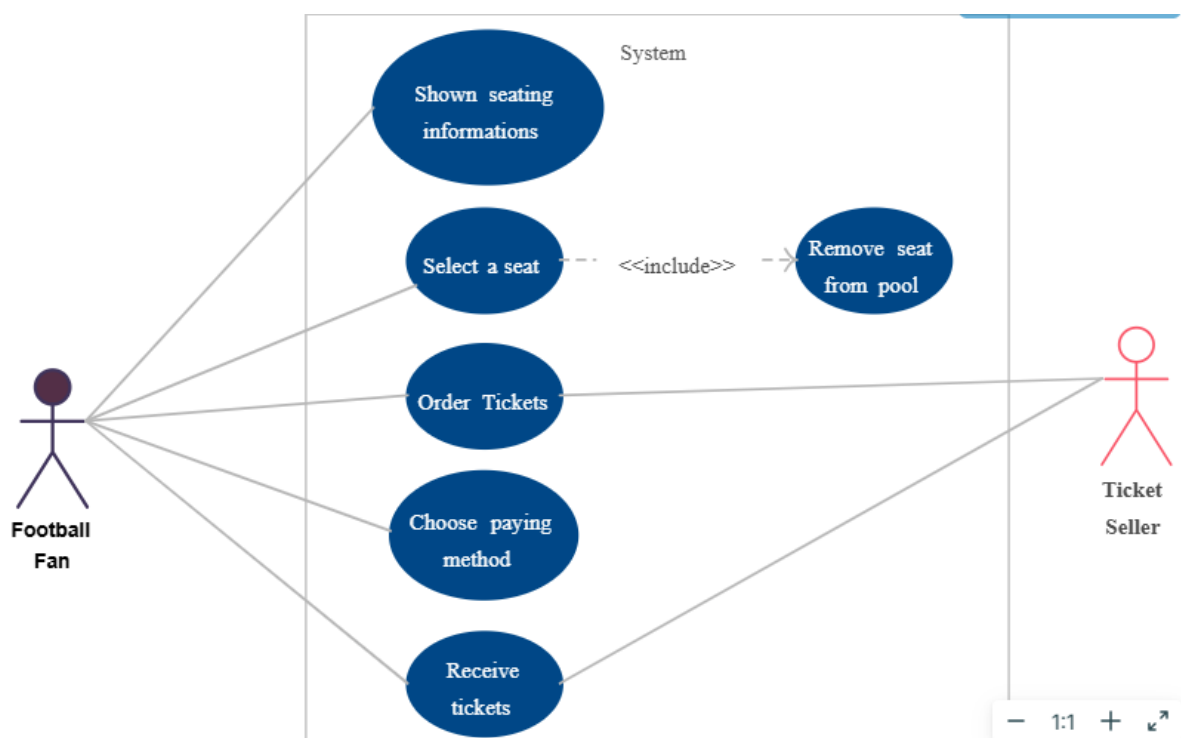 System
Shown seating
informations
Select a seat
<<include>>
Remove seat
from pool
Order Tickets
Choose paying
method
Receive
tickets
Football
Fan
Ticket
Seller
1:1